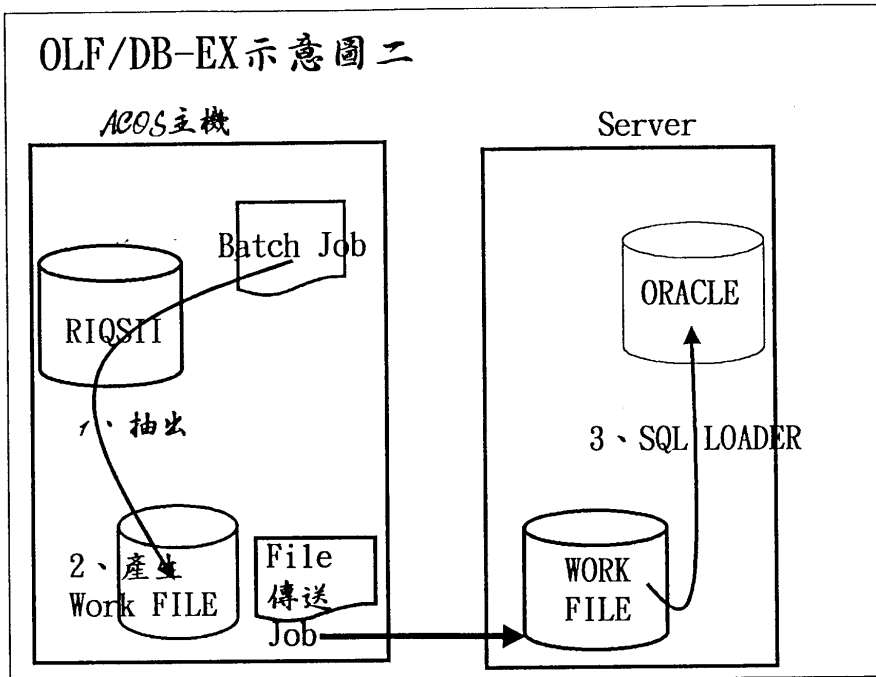 OLF/DB-EX示意圖二
ACOS主機
Server
Batch Job
RIQSII
ORACLE
1、抽出
3、SQL LOADER
2、產生
Work FILE
File
傳送
Job
WORK
FILE